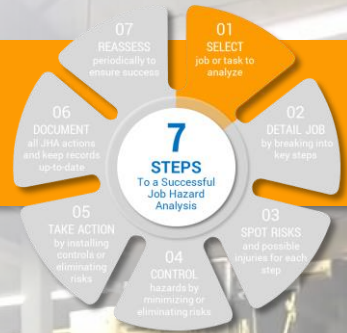 7
STEPS
To a Successful
Job Hazard
Analysis
01
SELECT
job or task to
analyze
02
DETAIL JOB
by breaking into
key steps
03
SPOT RISKS
and possible
injuries for each
step
04
CONTROL
hazards by
minimizing or
eliminating risks
05
TAKE ACTION
by installing
controls or
eliminating
risks
06
DOCUMENT
all JHA actions
and keep records
up-to-date
07
REASSESS
periodically to
ensure success